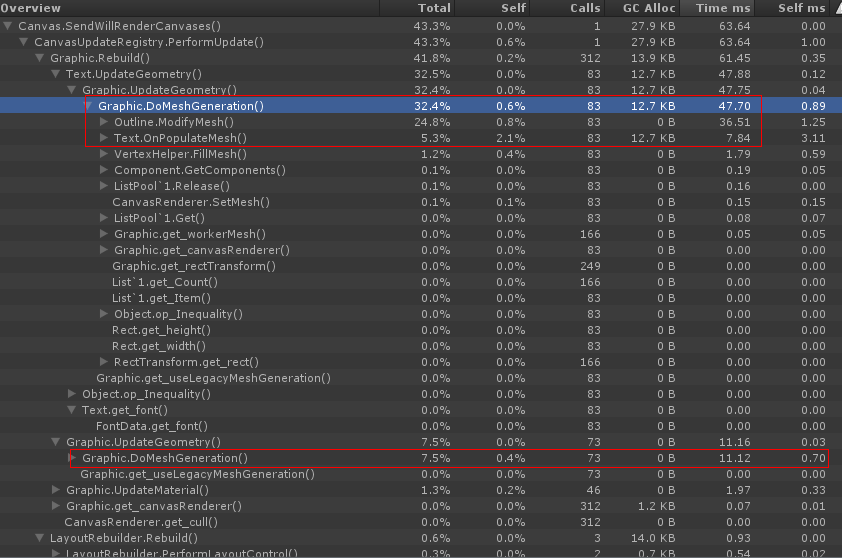 Overview Total Self Calls GC Alloc Time ms Self ms
Canvas.SendWillRenderCanvases() 43.3% 0.0% 1 27.9 KB 63.64 0.00
CanvasUpdateRegistry.PerformUpdate() 43.3% 0.6% 1 27.9 KB 63.64 1.00
Graphic.Rebuild() 41.8% 0.2% 312 13.9 KB 61.45 0.35
Text.UpdateGeometry() 32.5% 0.0% 83 12.7 KB 47.88 0.12
Graphic.UpdateGeometry() 32.4% 0.0% 83 12.7 KB 47.75 0.04
Graphic.DoMeshGeneration() 32.4% 0.6% 83 12.7 KB 47.70 0.89
Outline.ModifyMesh() 24.8% 0.8% 83 0 B 36.51 1.25
Text.OnPopulateMesh() 5.3% 2.1% 83 12.7 KB 7.84 3.11
VertexHelper.FillMesh() 1.2% 0.4% 83 0 B 1.79 0.59
Component.GetComponents() 0.1% 0.0% 83 0 B 0.19 0.05
ListPool`1.Release() 0.1% 0.0% 83 0 B 0.16 0.00
CanvasRenderer.SetMesh() 0.1% 0.1% 83 0 B 0.15 0.15
ListPool`1.Get() 0.0% 0.0% 83 0 B 0.08 0.07
Graphic.get_workerMesh() 0.0% 0.0% 166 0 B 0.05 0.05
Graphic.get_canvasRenderer() 0.0% 0.0% 83 0 B 0.00 0.00
Graphic.get_rectTransform() 0.0% 0.0% 249 0 B 0.00 0.00
List`1.get_Count() 0.0% 0.0% 166 0 B 0.00 0.00
List`1.get_Item() 0.0% 0.0% 83 0 B 0.00 0.00
Object.op_Inequality() 0.0% 0.0% 83 0 B 0.00 0.00
Rect.get_height() 0.0% 0.0% 83 0 B 0.00 0.00
Rect.get_width() 0.0% 0.0% 83 0 B 0.00 0.00
RectTransform.get_rect() 0.0% 0.0% 166 0 B 0.00 0.00
Graphic.get_useLegacyMeshGeneration() 0.0% 0.0% 83 0 B 0.00 0.00
Object.op_Inequality() 0.0% 0.0% 83 0 B 0.00 0.00
Text.get_font() 0.0% 0.0% 83 0 B 0.00 0.00
FontData.get_font() 0.0% 0.0% 83 0 B 0.00 0.00
Graphic.UpdateGeometry() 7.5% 0.0% 73 0 B 11.16 0.03
Graphic.DoMeshGeneration() 7.5% 0.4% 73 0 B 11.12 0.70
Graphic.get_useLegacyMeshGeneration() 0.0% 0.0% 73 0 B 0.00 0.00
Graphic.UpdateMaterial() 1.3% 0.2% 46 0 B 1.97 0.33
Graphic.get_canvasRenderer() 0.0% 0.0% 312 1.2 KB 0.07 0.01
CanvasRenderer.get_cull() 0.0% 0.0% 312 0 B 0.00 0.00
LayoutRebuilder.Rebuild() 0.6% 0.0% 3 14.0 KB 0.93 0.00
LayoutRebuilder.PerformLayoutControl() 0.3% 0.0% 2 0.7 KB 0.54 0.02